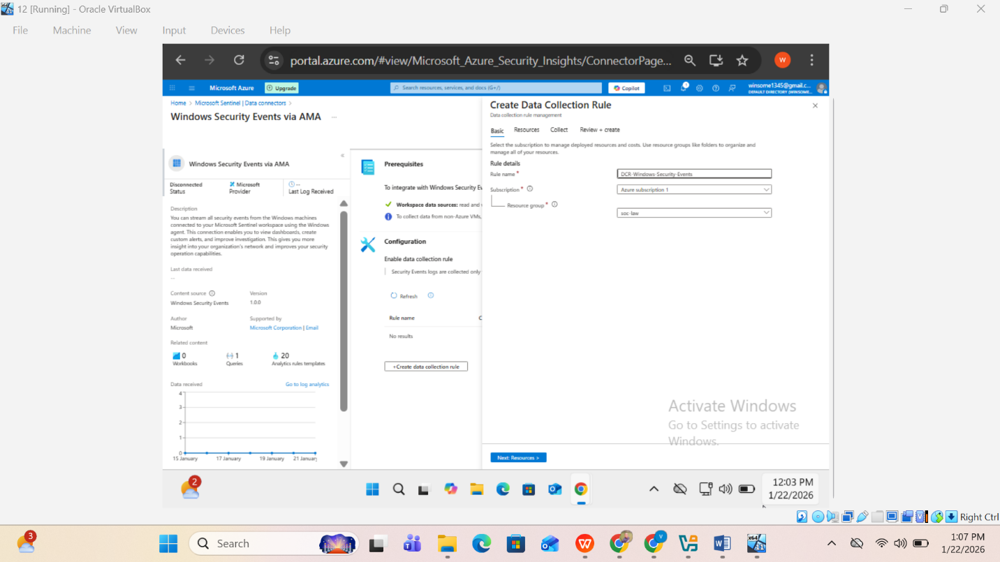 12 [Running] - Oracle VirtualBox
File Machine View Input Devices Help
portal.azure.com/#view/Microsoft_Azure_Security_Insights/ConnectorPage...
W
Microsoft Azure
Upgrade
Search resources, services, and docs (G+/)
Copilot
1
winsome1345@gmail.c...
DEFAULT DIRECTORY (WINSOME...
Home > Microsoft Sentinel | Data connectors >
Windows Security Events via AMA ...
«
Windows Security Events via AMA
Disconnected
Status
Microsoft
Provider
--
Last Log Received
Description
You can stream all security events from the Windows machines
connected to your Microsoft Sentinel workspace using the Windows
agent. This connection enables you to view dashboards, create
custom alerts, and improve investigation. This gives you more
insight into your organization's network and improves your security
operation capabilities.
Last data received
--
Content source
Windows Security Events
Version
1.0.0
Author
Microsoft
Supported by
Microsoft Corporation | Email
Related content
0
Workbooks
1
Queries
20
Analytics rules templates
Data received
Go to log analytics
4
3
2
1
0
15 January 17 January 19 January 21 January
Prerequisites
To integrate with Windows Security Ev
Workspace data sources: read and
To collect data from non-Azure VMs,
Configuration
Enable data collection rule
Security Events logs are collected only
Refresh
Rule name
No results
+Create data collection rule
Create Data Collection Rule
Data collection rule management
Basic Resources Collect Review + create
Select the subscription to manage deployed resources and costs. Use resource groups like folders to organize and
manage all of your resources.
Rule details
Rule name *
DCR-Windows-Security-Events
Subscription *
Azure subscription 1
Resource group *
soc-law
Activate Windows
Go to Settings to activate
Windows.
Next: Resources >
2
12:03 PM
1/22/2026
Right Ctrl
3
Search
1:07 PM
1/22/2026